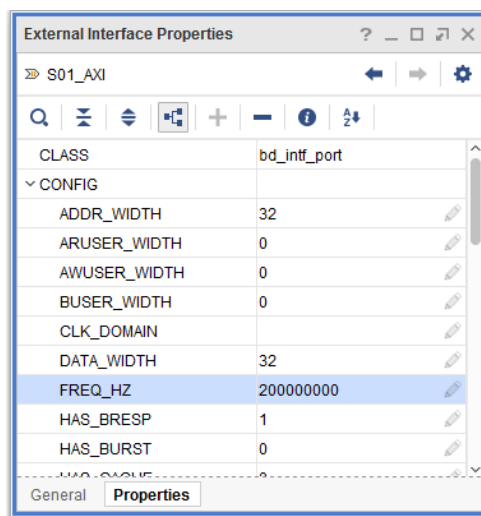 External Interface Properties
S01_AXI
CLASS bd_intf_port
CONFIG
ADDR_WIDTH 32
ARUSER_WIDTH 0
AWUSER_WIDTH 0
BUSER_WIDTH 0
CLK_DOMAIN
DATA_WIDTH 32
FREQ_HZ 200000000
HAS_BRESP 1
HAS_BURST 0
General Properties